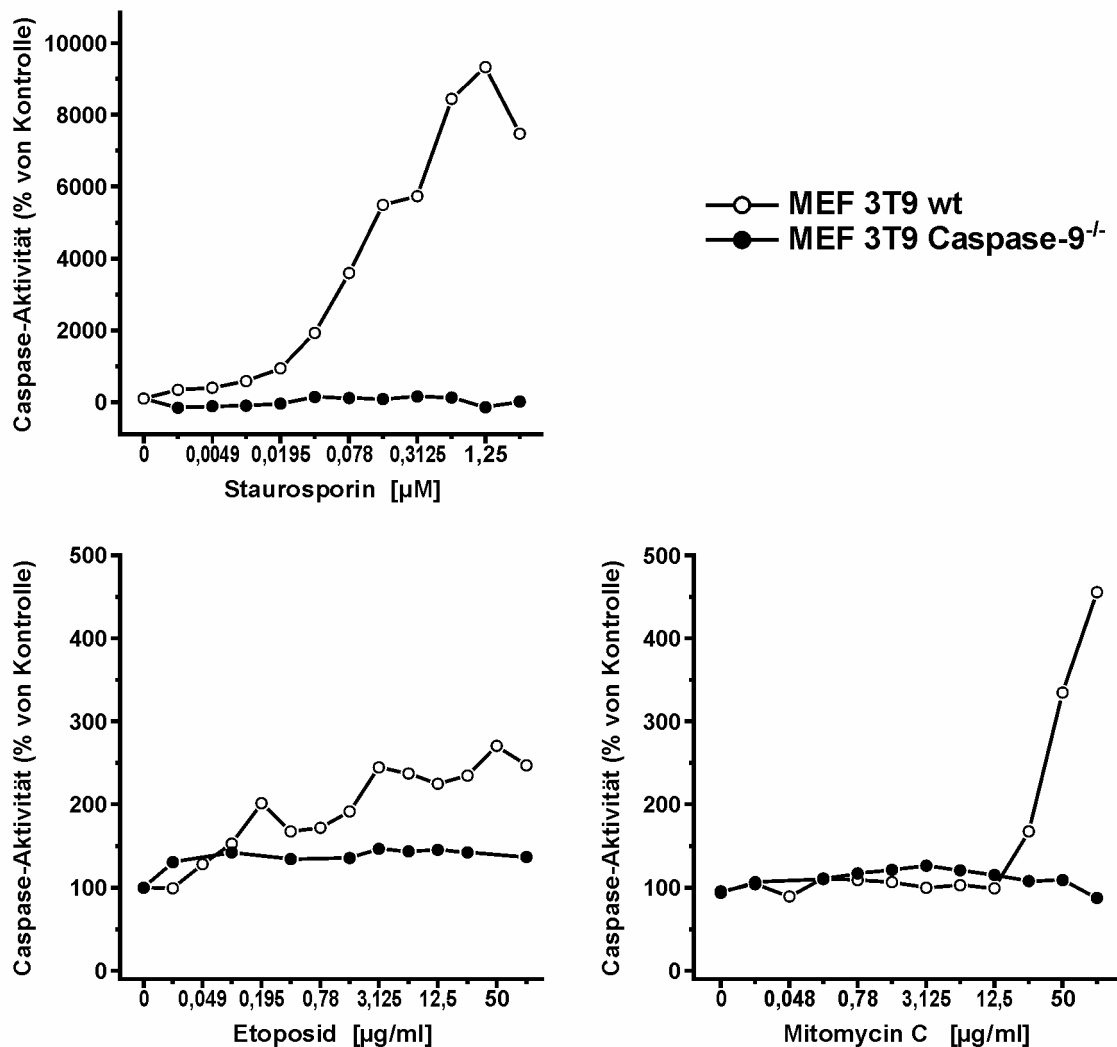 Caspase-Aktivität (% von Kontrolle)
10000
8000
6000
4000
2000
0
0 0,0049 0,0195 0,078 0,3125 1,25
Staurosporin [µM]
MEF 3T9 wt
MEF 3T9 Caspase-9-/-
Caspase-Aktivität (% von Kontrolle)
500
400
300
200
100
0
0 0,049 0,195 0,78 3,125 12,5 50
Etoposid [µg/ml]
Caspase-Aktivität (% von Kontrolle)
500
400
300
200
100
0
0 0,048 0,78 3,125 12,5 50
Mitomycin C [µg/ml]